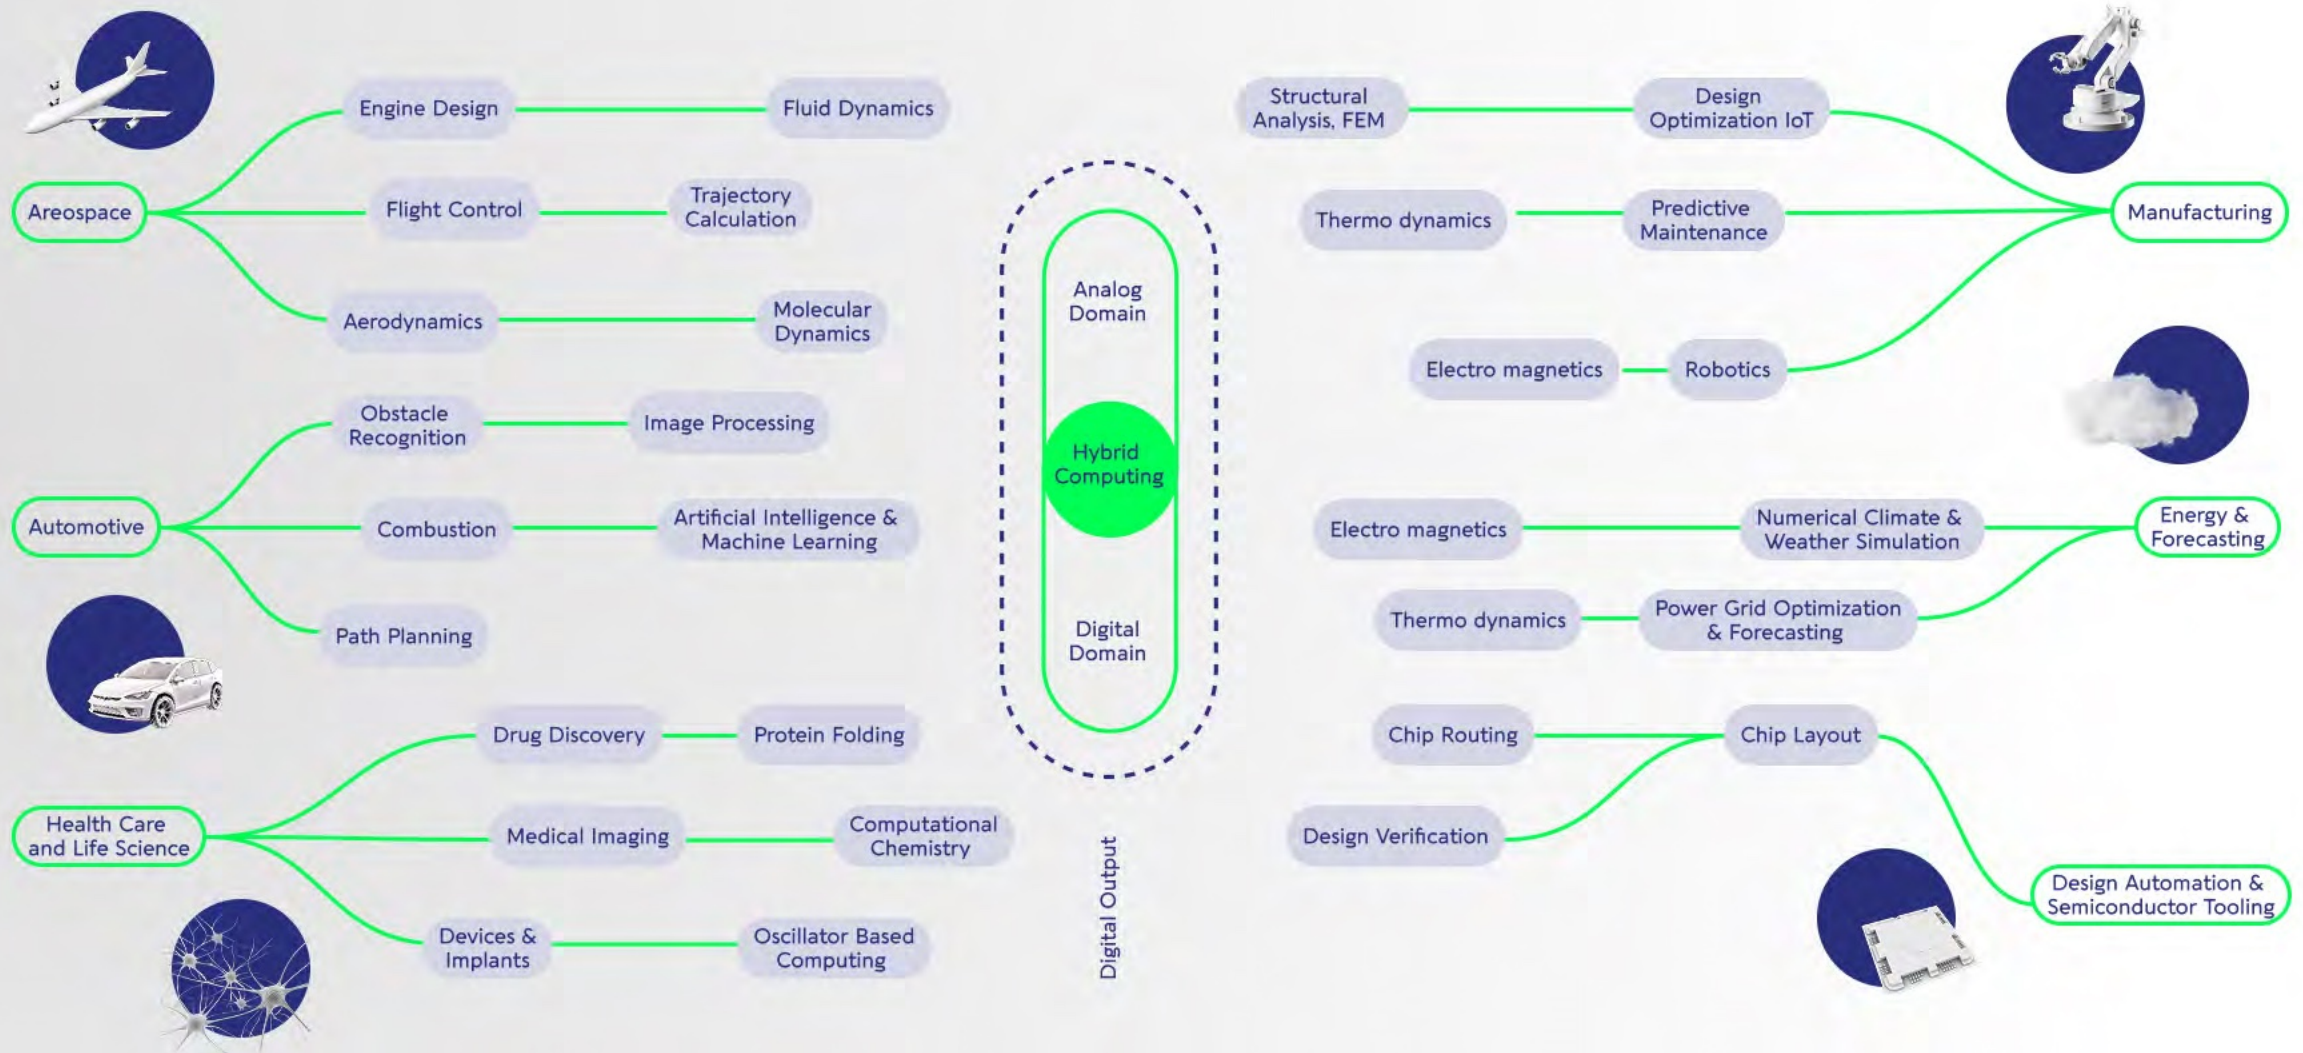 Areospace
Engine Design
Fluid Dynamics
Flight Control
Trajectory
Calculation
Aerodynamics
Molecular
Dynamics
Automotive
Obstacle
Recognition
Image Processing
Combustion
Artificial Intelligence &
Machine Learning
Path Planning
Health Care
and Life Science
Drug Discovery
Protein Folding
Medical Imaging
Computational
Chemistry
Devices &
Implants
Oscillator Based
Computing
Analog
Domain
Hybrid
Computing
Digital
Domain
Digital Output
Structural
Analysis, FEM
Design
Optimization IoT
Thermo dynamics
Predictive
Maintenance
Manufacturing
Electro magnetics
Robotics
Electro magnetics
Numerical Climate &
Weather Simulation
Energy &
Forecasting
Thermo dynamics
Power Grid Optimization
& Forecasting
Chip Routing
Chip Layout
Design Verification
Design Automation &
Semiconductor Tooling